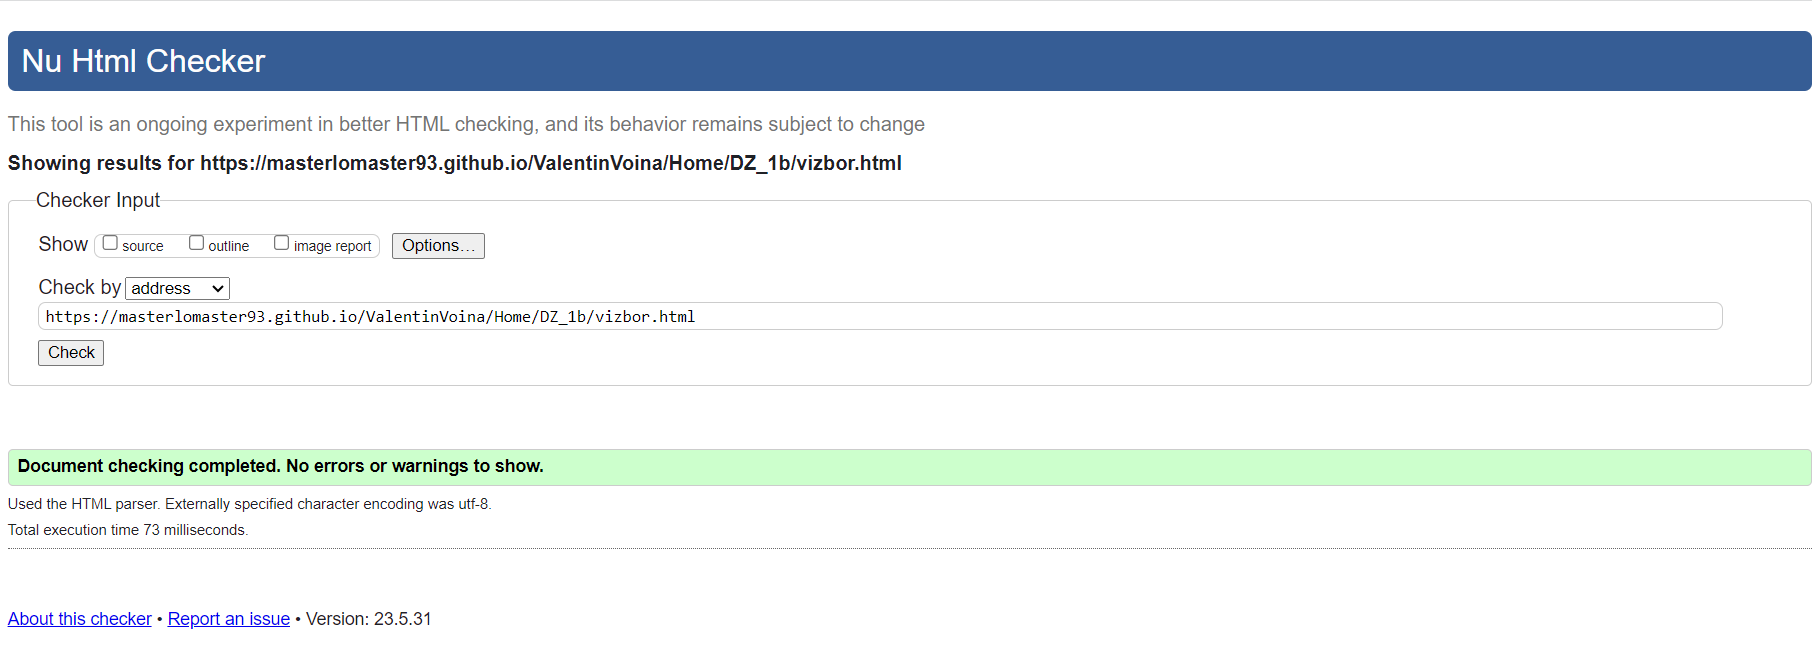 Nu Html Checker
This tool is an ongoing experiment in better HTML checking, and its behavior remains subject to change
Showing results for https://masterlomaster93.github.io/ValentinVoina/Home/DZ_1b/vizbor.html
Checker Input
Show source outline image report Options…
Check by address
https://masterlomaster93.github.io/ValentinVoina/Home/DZ_1b/vizbor.html
Check
Document checking completed. No errors or warnings to show.
Used the HTML parser. Externally specified character encoding was utf-8.
Total execution time 73 milliseconds.
About this checker • Report an issue • Version: 23.5.31